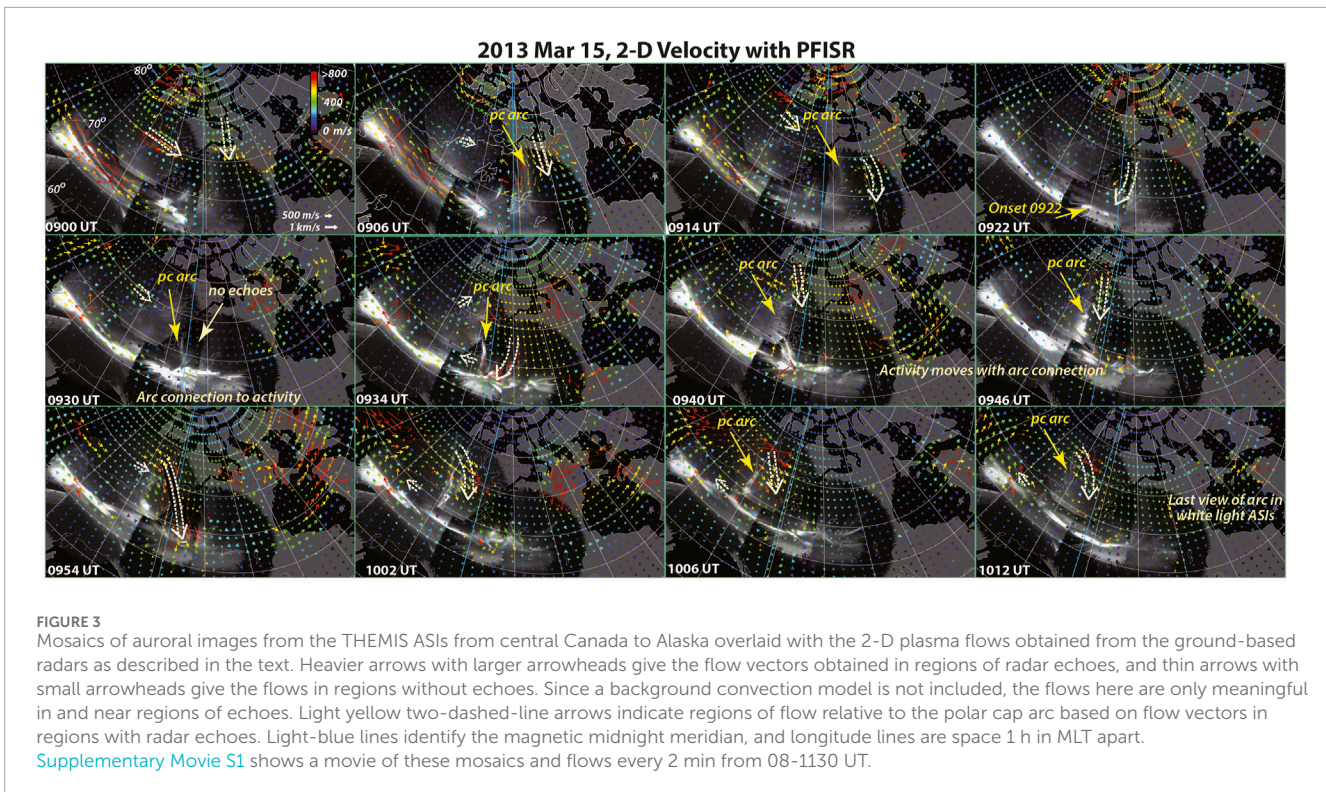 2013 Mar 15, 2-D Velocity with PFISR
80°
70°
60°
>800
400
0 m/s
500 m/s
1 km/s
0900 UT
pc arc
0906 UT
pc arc
0914 UT
Onset 0922
0922 UT
pc arc
no echoes
Arc connection to activity
0930 UT
pc arc
0934 UT
pc arc
0940 UT
pc arc
Activity moves with arc connection
0946 UT
0954 UT
1002 UT
pc arc
1006 UT
pc arc
Last view of arc in
white light ASIs
1012 UT
FIGURE 3
Mosaics of auroral images from the THEMIS ASIs from central Canada to Alaska overlaid with the 2-D plasma flows obtained from the ground-based
radars as described in the text. Heavier arrows with larger arrowheads give the flow vectors obtained in regions of radar echoes, and thin arrows with
small arrowheads give the flows in regions without echoes. Since a background convection model is not included, the flows here are only meaningful
in and near regions of echoes. Light yellow two-dashed-line arrows indicate regions of flow relative to the polar cap arc based on flow vectors in
regions with radar echoes. Light-blue lines identify the magnetic midnight meridian, and longitude lines are space 1 h in MLT apart.
Supplementary Movie S1 shows a movie of these mosaics and flows every 2 min from 08-1130 UT.